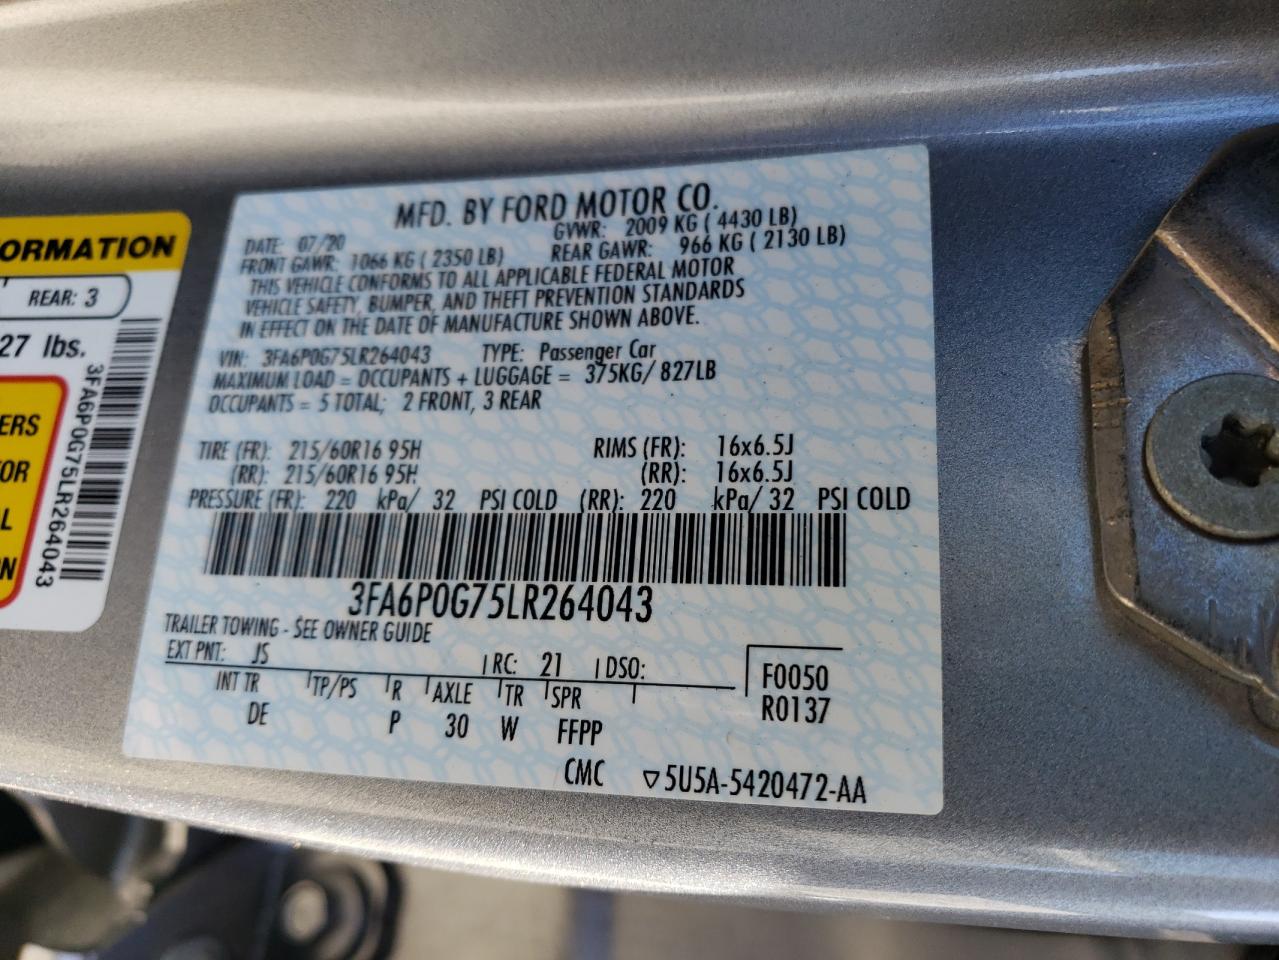 ORMATION
REAR: 3
27 lbs.
ERS
OR
L
N
3FA6P0G75LR264043
MFD. BY FORD MOTOR CO.
DATE: 07/20 GVWR: 2009 KG ( 4430 LB)
FRONT GAWR: 1066 KG ( 2350 LB) REAR GAWR: 966 KG ( 2130 LB)
THIS VEHICLE CONFORMS TO ALL APPLICABLE FEDERAL MOTOR
VEHICLE SAFETY, BUMPER, AND THEFT PREVENTION STANDARDS
IN EFFECT ON THE DATE OF MANUFACTURE SHOWN ABOVE.
VIN: 3FA6P0G75LR264043 TYPE: Passenger Car
MAXIMUM LOAD = OCCUPANTS + LUGGAGE = 375KG/ 827LB
OCCUPANTS = 5 TOTAL; 2 FRONT, 3 REAR
TIRE (FR): 215/60R16 95H RIMS (FR): 16x6.5J
(RR): 215/60R16 95H (RR): 16x6.5J
PRESSURE (FR): 220 kPa/ 32 PSI COLD (RR): 220 kPa/ 32 PSI COLD
3FA6P0G75LR264043
TRAILER TOWING - SEE OWNER GUIDE
EXT PNT: JS RC: 21 DSO:
INT TR TP/PS R AXLE TR SPR
DE P 30 W FFPP
F0050
R0137
CMC ▽5U5A-5420472-AA